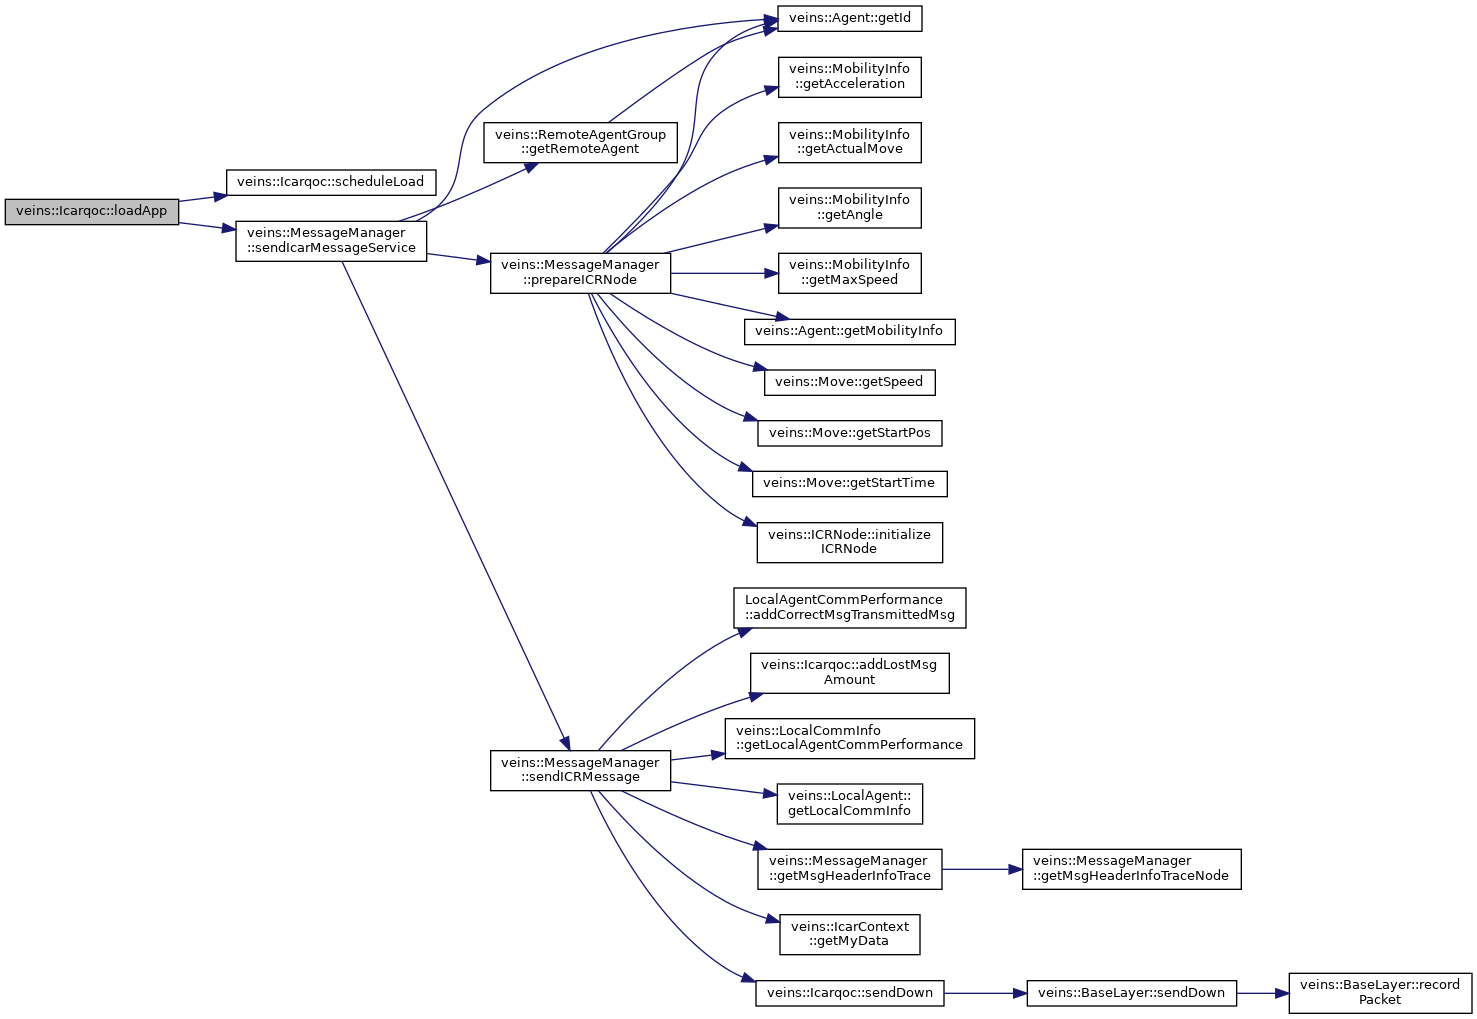 veins::Agent::getId
veins::MobilityInfo
::getAcceleration
veins::RemoteAgentGroup
::getRemoteAgent
veins::MobilityInfo
::getActualMove
veins::Icarqoc::scheduleLoad
veins::Icarqoc::loadApp
veins::MobilityInfo
::getAngle
veins::MessageManager
::sendIcarMessageService
veins::MessageManager
::prepareICRNode
veins::MobilityInfo
::getMaxSpeed
veins::Agent::getMobilityInfo
veins::Move::getSpeed
veins::Move::getStartPos
veins::Move::getStartTime
veins::ICRNode::initialize
ICRNode
LocalAgentCommPerformance
::addCorrectMsgTransmittedMsg
veins::Icarqoc::addLostMsg
Amount
veins::LocalCommInfo
::getLocalAgentCommPerformance
veins::MessageManager
::sendICRMessage
veins::LocalAgent::
getLocalCommInfo
veins::MessageManager
::getMsgHeaderInfoTrace
veins::MessageManager
::getMsgHeaderInfoTraceNode
veins::IcarContext
::getMyData
veins::Icarqoc::sendDown
veins::BaseLayer::sendDown
veins::BaseLayer::record
Packet